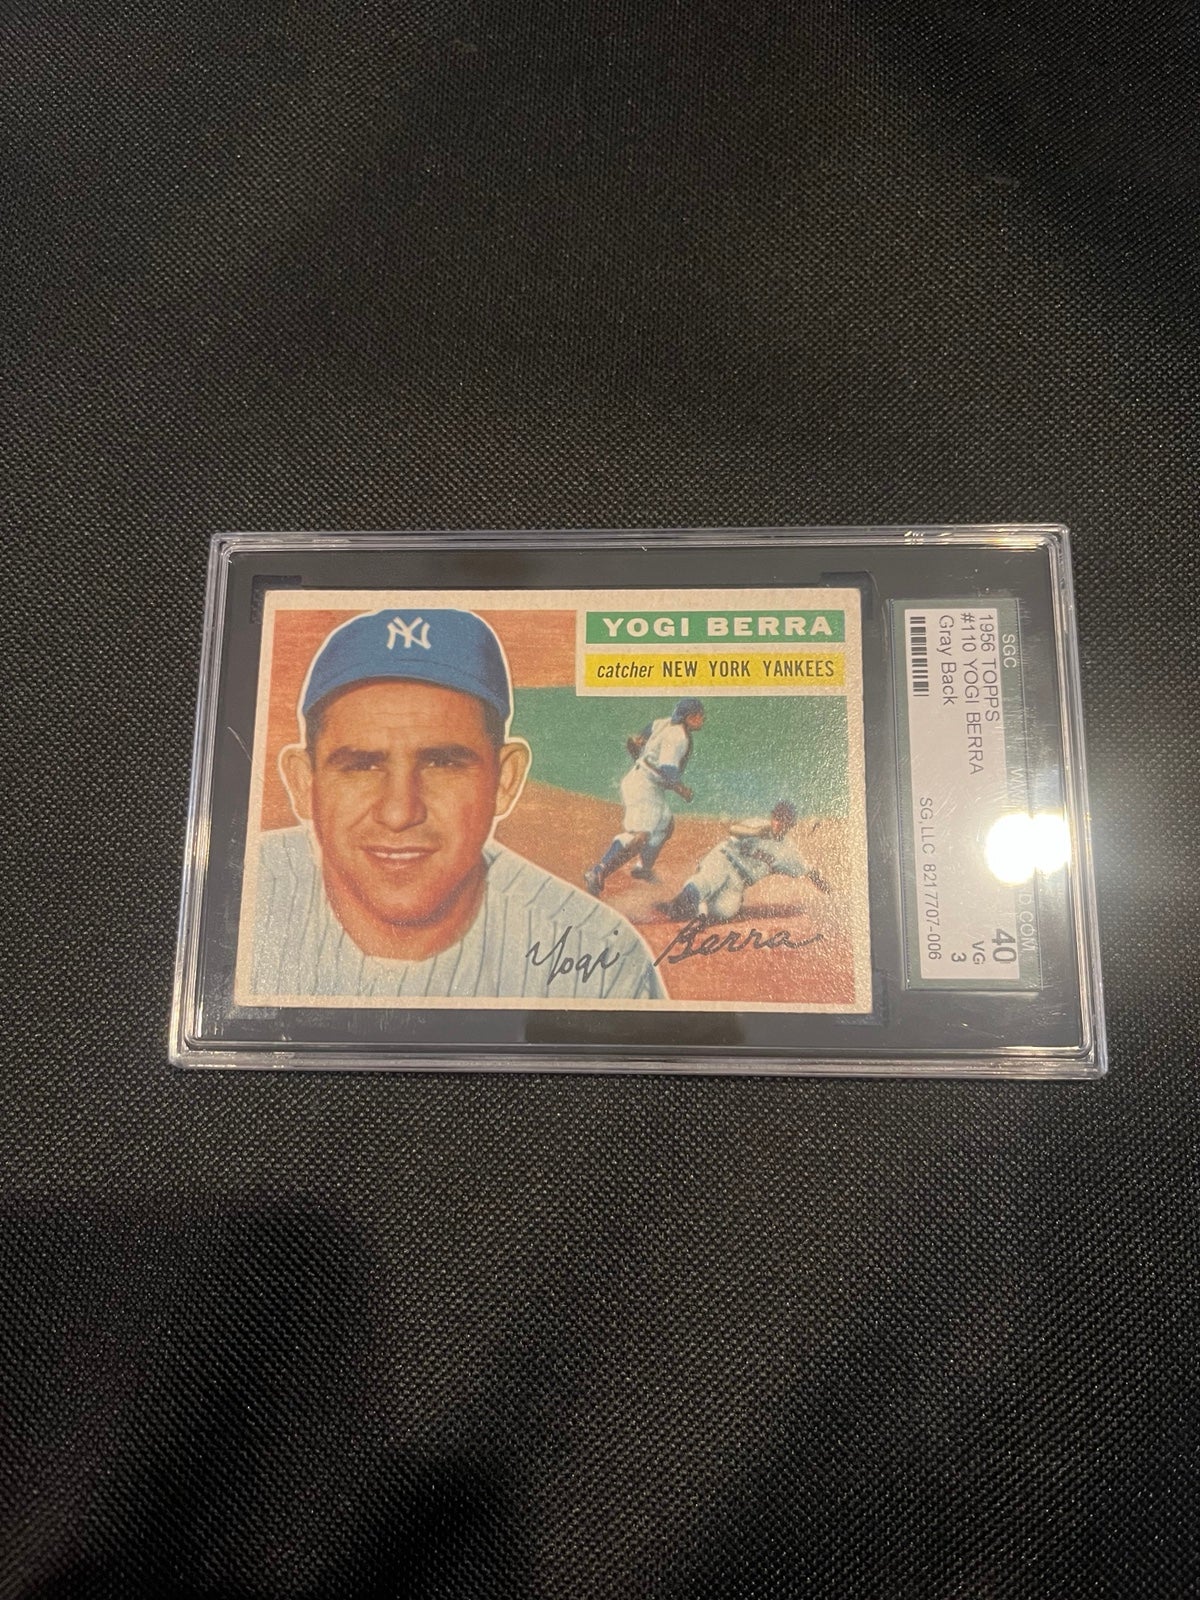 NY
YOGI BERRA
catcher NEW YORK YANKEES
Yogi Berra
SGC
1956 TOPPS
#110 YOGI BERRA
Gray Back
SG,LLC 8217707-006
40
VG
3